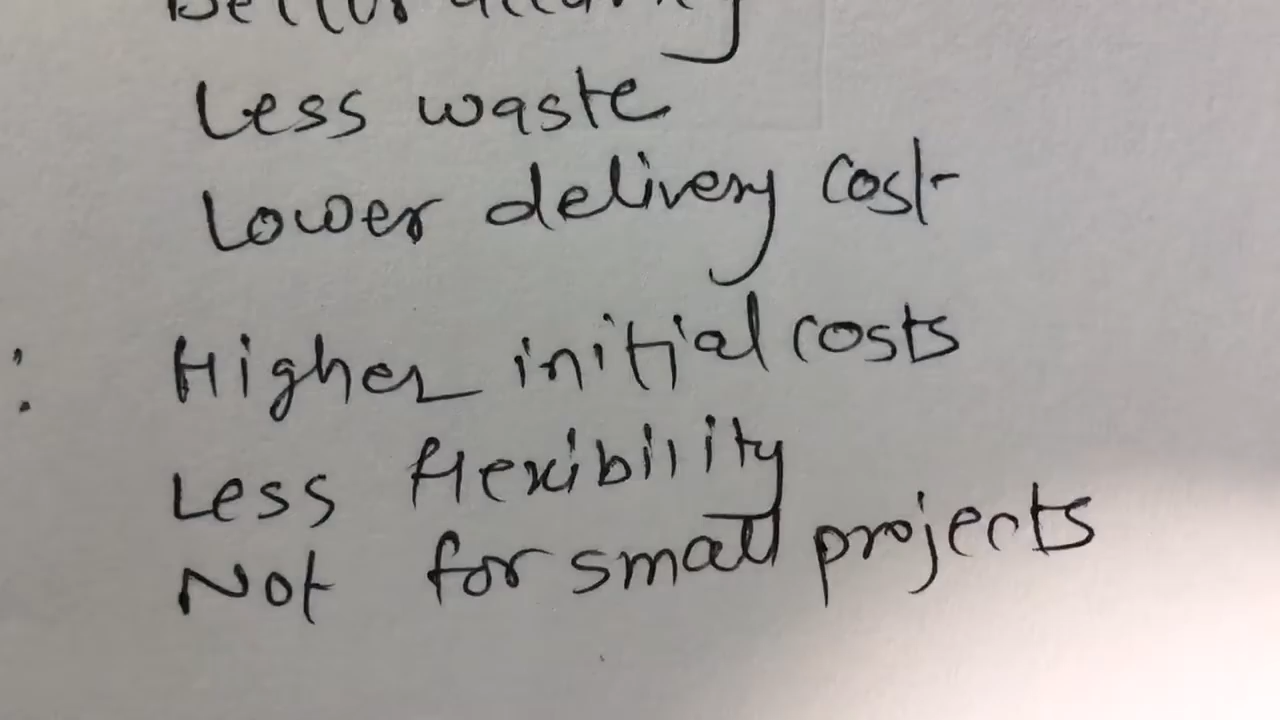 Less waste
Lower delivery cost
: Higher initial costs
Less flexibility
Not for small projects